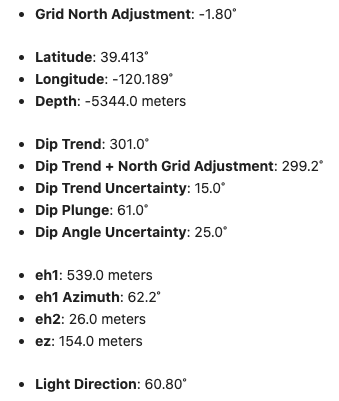 • Grid North Adjustment: -1.80˚
• Latitude: 39.413˚
• Longitude: -120.189˚
• Depth: -5344.0 meters
• Dip Trend: 301.0˚
• Dip Trend + North Grid Adjustment: 299.2˚
• Dip Trend Uncertainty: 15.0˚
• Dip Plunge: 61.0˚
• Dip Angle Uncertainty: 25.0˚
• eh1: 539.0 meters
• eh1 Azimuth: 62.2˚
• eh2: 26.0 meters
• ez: 154.0 meters
• Light Direction: 60.80˚